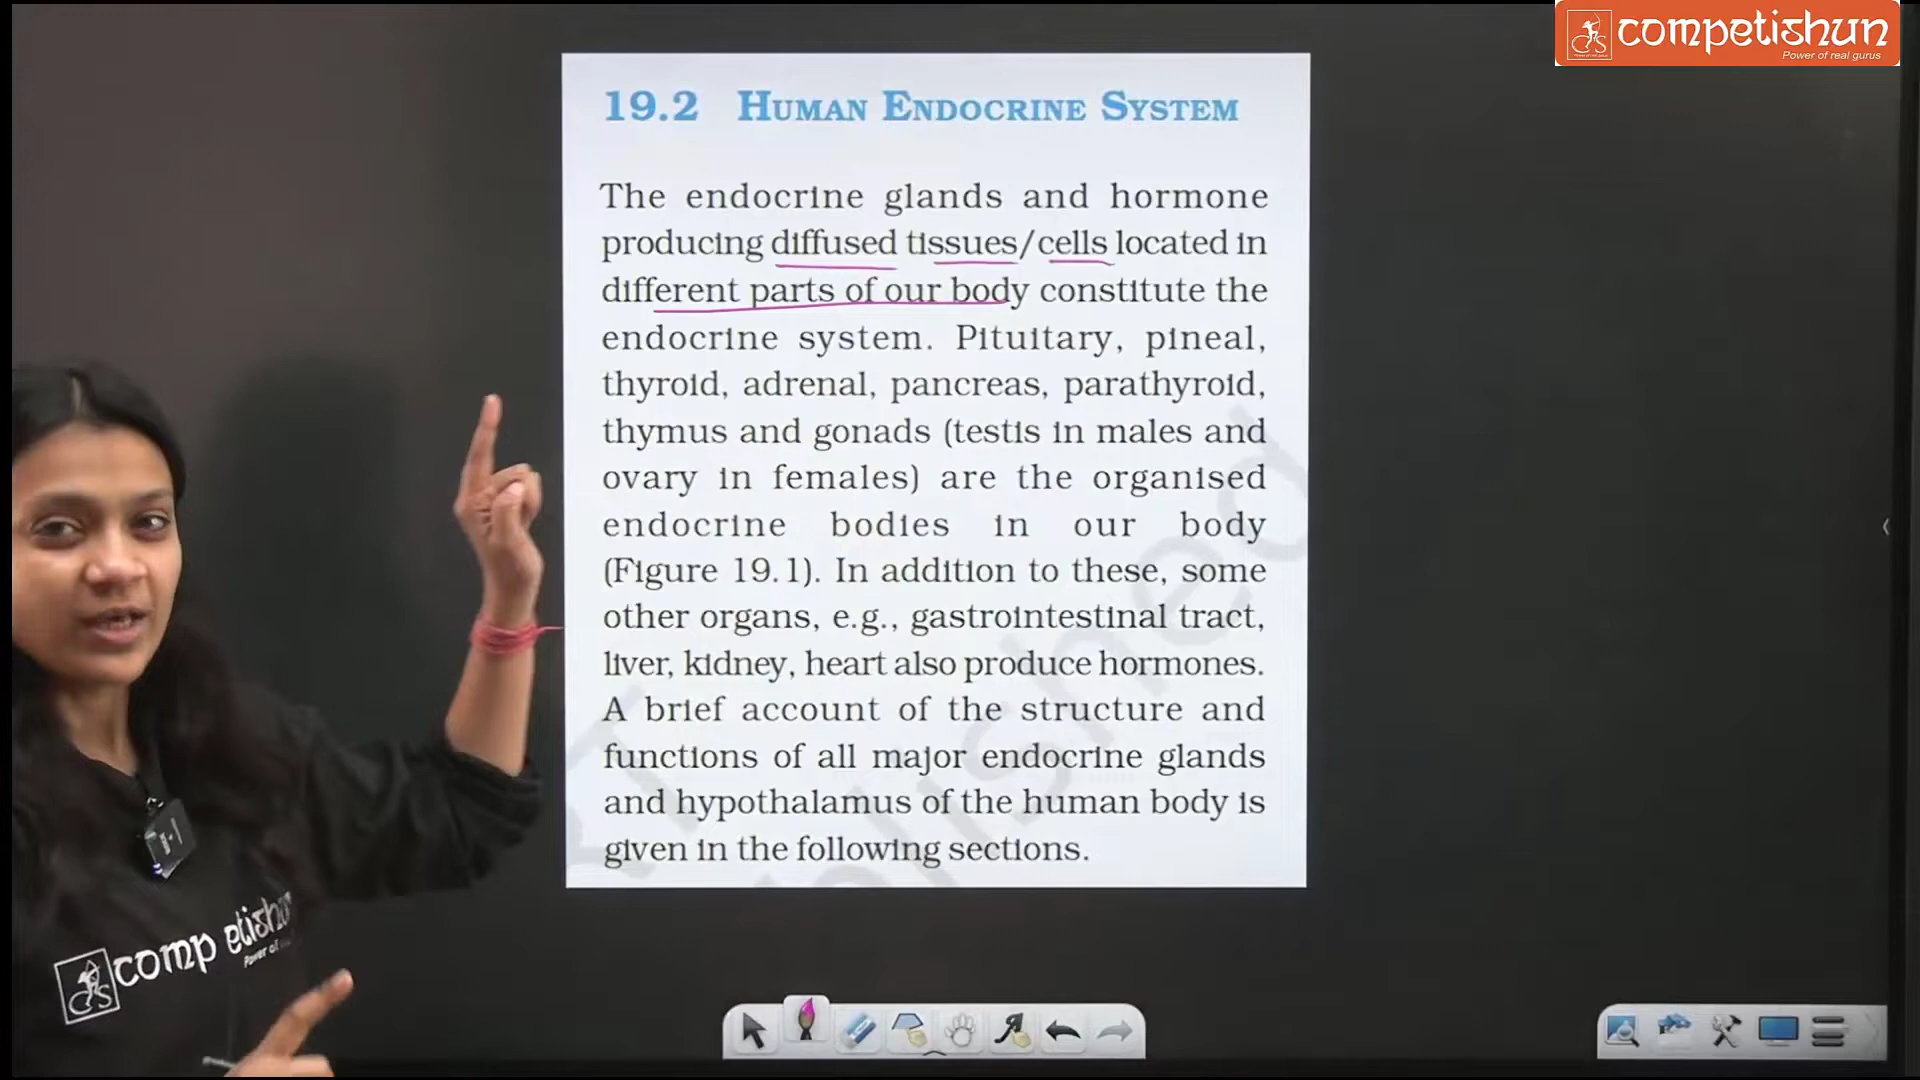 competishun
Power of real gurus
19.2 HUMAN ENDOCRINE SYSTEM
The endocrine glands and hormone
producing diffused tissues/cells located in
different parts of our body constitute the
endocrine system. Pituitary, pineal,
thyroid, adrenal, pancreas, parathyroid,
thymus and gonads (testis in males and
ovary in females) are the organised
endocrine bodies in our body
(Figure 19.1). In addition to these, some
other organs, e.g., gastrointestinal tract,
liver, kidney, heart also produce hormones.
A brief account of the structure and
functions of all major endocrine glands
and hypothalamus of the human body is
given in the following sections.
competishun
Power of
CS